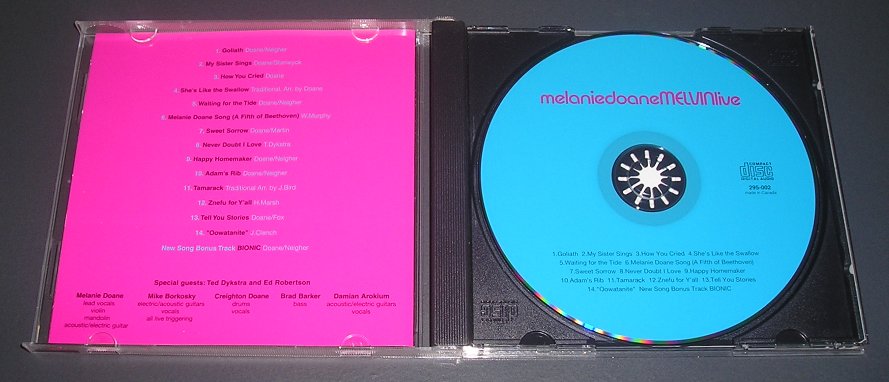 1. Goliath Doane/Neigher
2. My Sister Sings Doane/Stanwyck
3. How You Cried Doane
4. She's Like the Swallow Traditional, Arr. by Doane
5. Waiting for the Tide Doane/Neigher
6. Melanie Doane Song (A Fifth of Beethoven) W.Murphy
7. Sweet Sorrow Doane/Martin
8. Never Doubt I Love T.Dykstra
9. Happy Homemaker Doane/Neigher
10. Adam's Rib Doane/Neigher
11. Tamarack Traditional Arr. by J.Bird
12. Znefu for Y'all H.Marsh
13. Tell You Stories Doane/Fox
14. "Oowatanite" J.Clench
New Song Bonus Track BIONIC Doane/Neigher
Special guests: Ted Dykstra and Ed Robertson
Melanie Doane
lead vocals
violin
mandolin
acoustic/electric guitar
Mike Borkosky
electric/acoustic guitars
vocals
all live triggering
Creighton Doane
drums
vocals
Brad Barker
bass
Damian Arokium
acoustic/electric guitars
vocals
melaniedoaneMELVINlive
COMPACT
disc
DIGITAL AUDIO
295-002
made in Canada
1.Goliath 2.My Sister Sings 3.How You Cried 4.She's Like the Swallow
5.Waiting for the Tide 6.Melanie Doane Song (A Filth of Beethoven)
7.Sweet Sorrow 8.Never Doubt I Love 9.Happy Homemaker
10.Adam's Rib 11.Tamarack 12.Znefu for Y'all 13.Tell You Stories
14."Oowatanite" New Song Bonus Track BIONIC